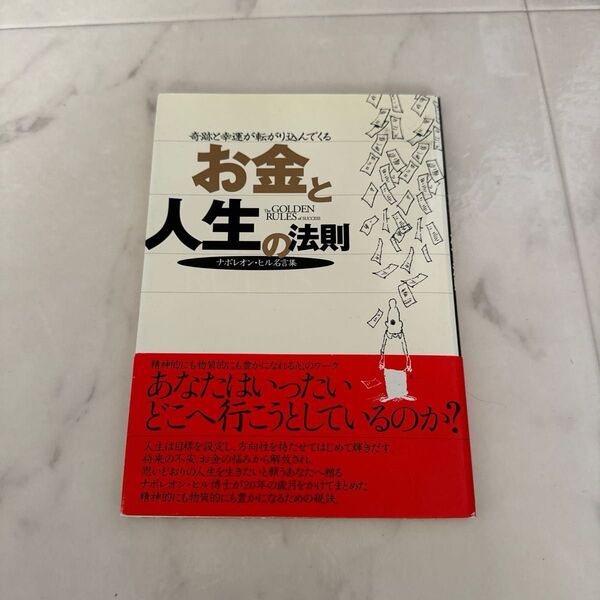 奇跡と幸運が転がり込んでくる
お金と
人生の法則
The GOLDEN
RULES of SUCCESS
ナポレオン・ヒル名言集
精神的にも物質的にも豊かになれる九のワーク
あなたはいったい
どこへ行こうとしているのか?
人生は目標を設定し、方向性を持たせてはじめて輝きだす。
将来の不安、お金の悩みから解放され、
思いどおりの人生を生きたいと願うあなたへ贈る
ナポレオン・ヒル博士が20年の歳月をかけてまとめた
精神的にも物質的にも豊かになるための秘訣。